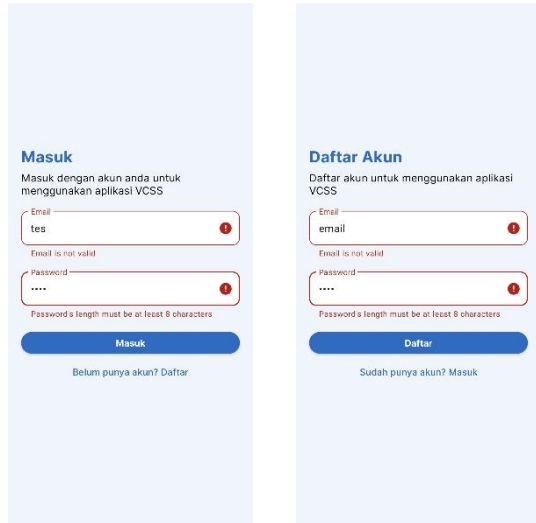 Masuk
Masuk dengan akun anda untuk
menggunakan aplikasi VCSS
Email
tes
Email is not valid
Password
••••
Password's length must be at least 8 characters
Masuk
Belum punya akun? Daftar
Daftar Akun
Daftar akun untuk menggunakan aplikasi
VCSS
Email
email
Email is not valid
Password
••••
Password's length must be at least 8 characters
Daftar
Sudah punya akun? Masuk